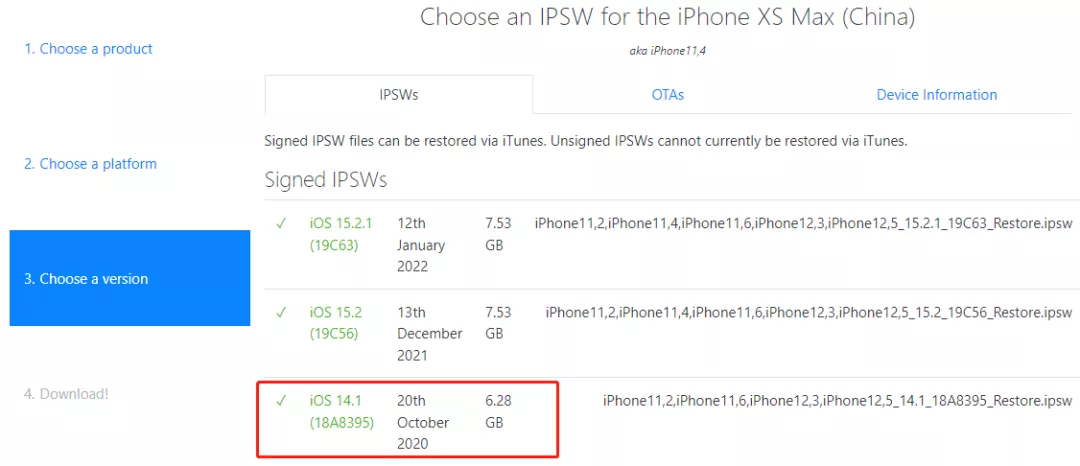 Choose an IPSW for the iPhone XS Max (China)
aka iPhone11,4
1. Choose a product
2. Choose a platform
3. Choose a version
4. Download!
IPSWs
OTAs
Device Information
Signed IPSW files can be restored via iTunes. Unsigned IPSWs cannot currently be restored via iTunes.
Signed IPSWs
✓ iOS 15.2.1 12th 7.53 iPhone11,2,iPhone11,4,iPhone11,6,iPhone12,3,iPhone12,5_15.2.1_19C63_Restore.ipsw
(19C63) January GB
2022
✓ iOS 15.2 13th 7.53 iPhone11,2,iPhone11,4,iPhone11,6,iPhone12,3,iPhone12,5_15.2_19C56_Restore.ipsw
(19C56) December GB
2021
✓ iOS 14.1 20th 6.28 iPhone11,2,iPhone11,6,iPhone12,3,iPhone12,5_14.1_18A8395_Restore.ipsw
(18A8395) October GB
2020